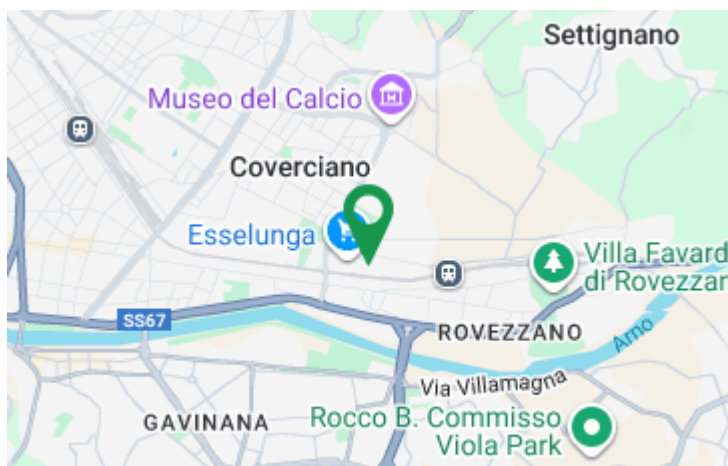 Settignano
Museo del Calcio
Coverciano
Esselunga
Villa Favard
di Rovezzan
SS67
ROVEZZANO
Arno
Via Villamagna
GAVINANA
Rocco B. Commisso
Viola Park